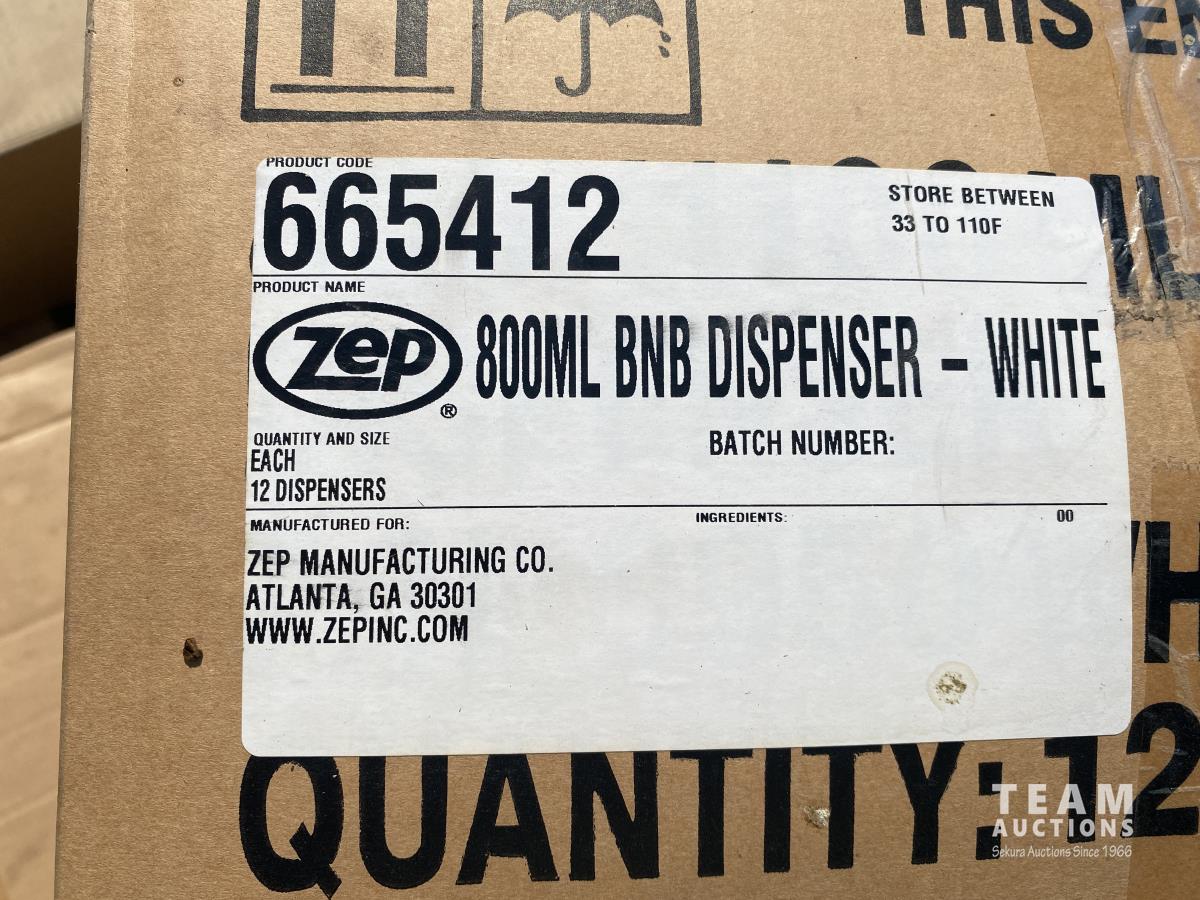 THIS E
PRODUCT CODE
665412
STORE BETWEEN
33 TO 110F
PRODUCT NAME
Zep ®
800ML BNB DISPENSER - WHITE
QUANTITY AND SIZE
EACH
12 DISPENSERS
BATCH NUMBER:
MANUFACTURED FOR:
INGREDIENTS:
00
ZEP MANUFACTURING CO.
ATLANTA, GA 30301
WWW.ZEPINC.COM
QUANTITY: 12
TEAM
AUCTIONS
Sekura Auctions Since 1966